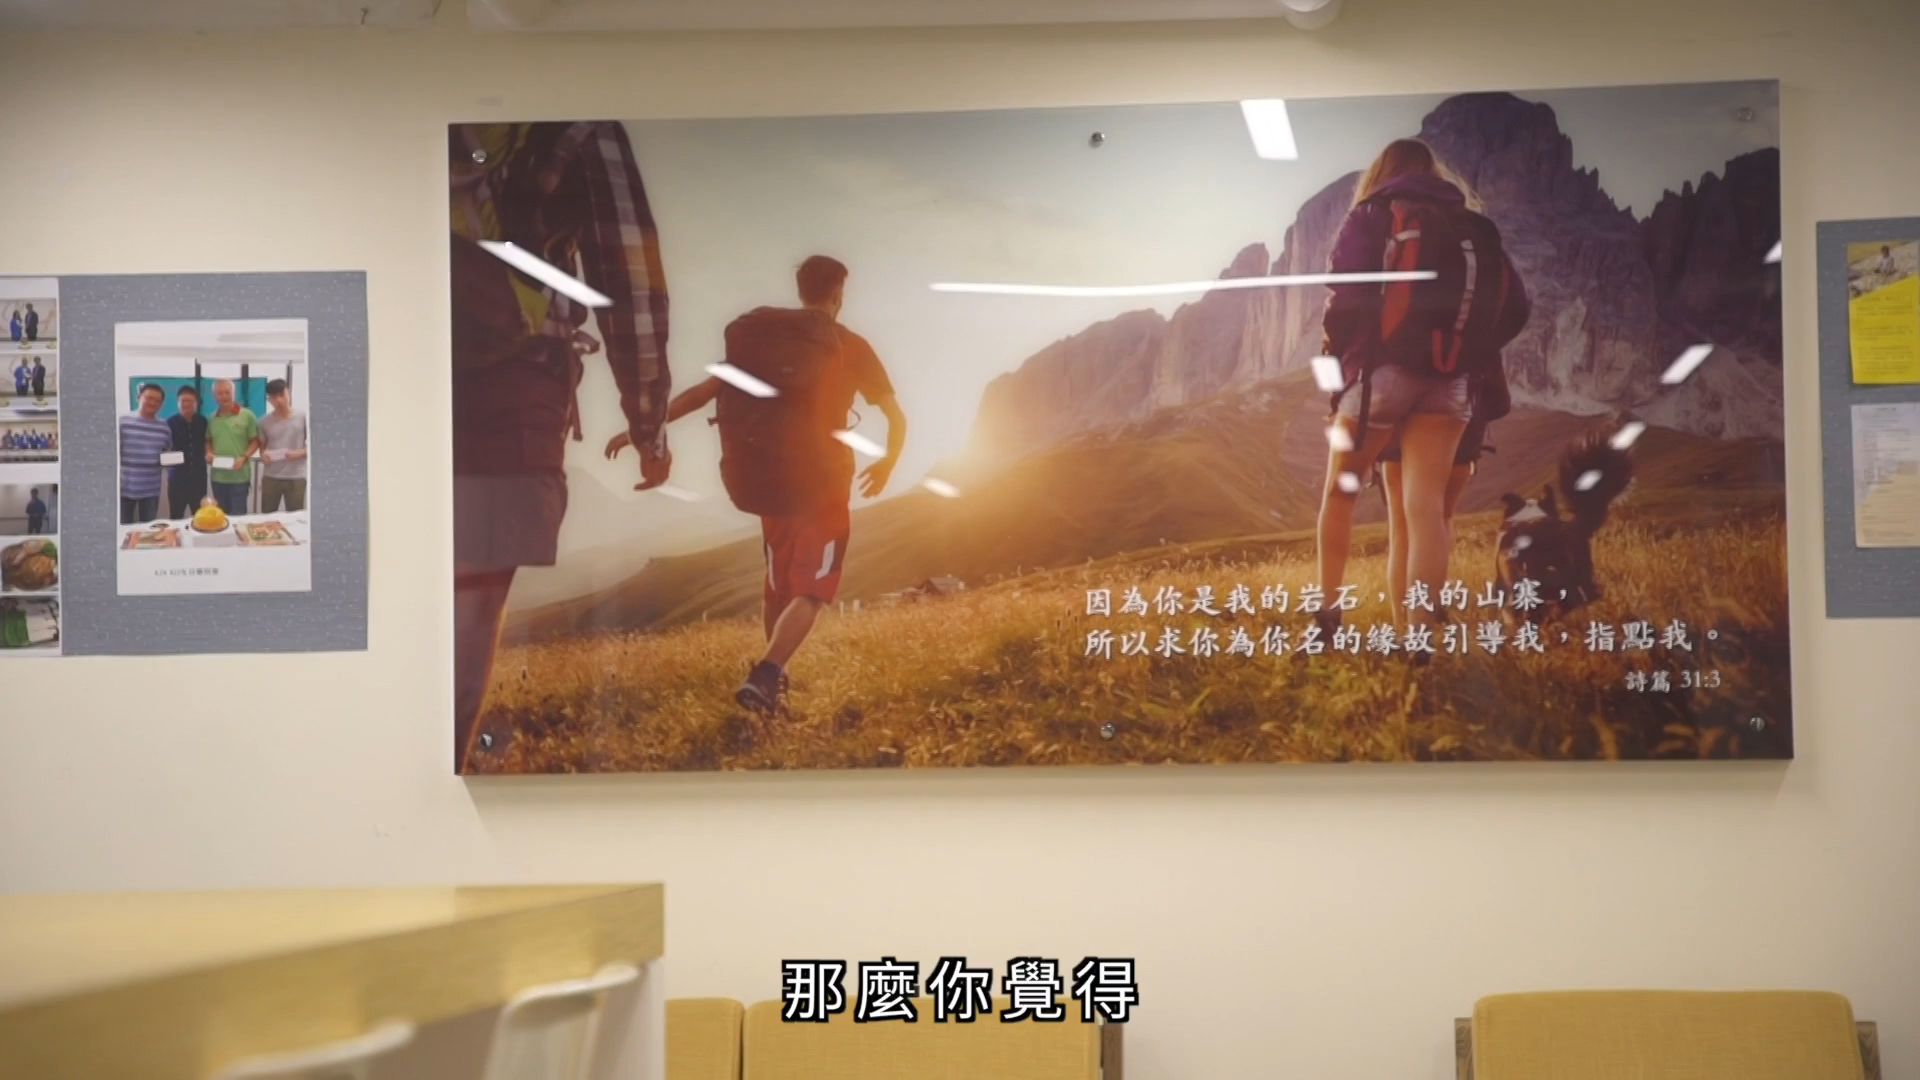 因為你是我的岩石，我的山寨，
所以求你為你名的緣故引導我，指點我。
詩篇 31:3
那麼你覺得